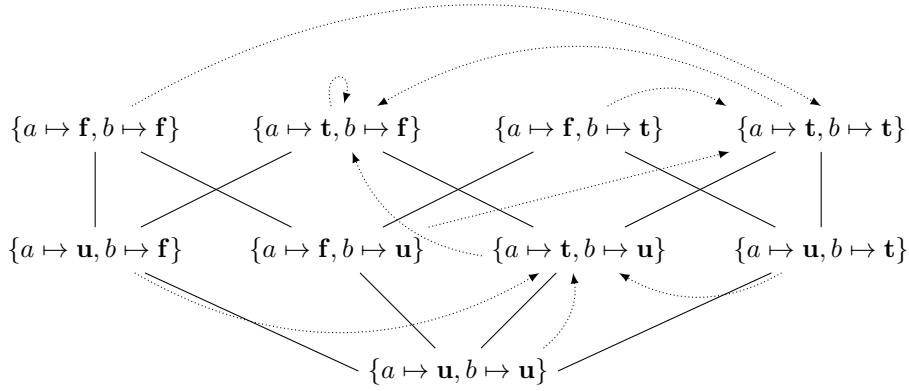 {a ↦ f, b ↦ f} {a ↦ t, b ↦ f} {a ↦ f, b ↦ t} {a ↦ t, b ↦ t}
{a ↦ u, b ↦ f} {a ↦ f, b ↦ u} {a ↦ t, b ↦ u} {a ↦ u, b ↦ t}
{a ↦ u, b ↦ u}